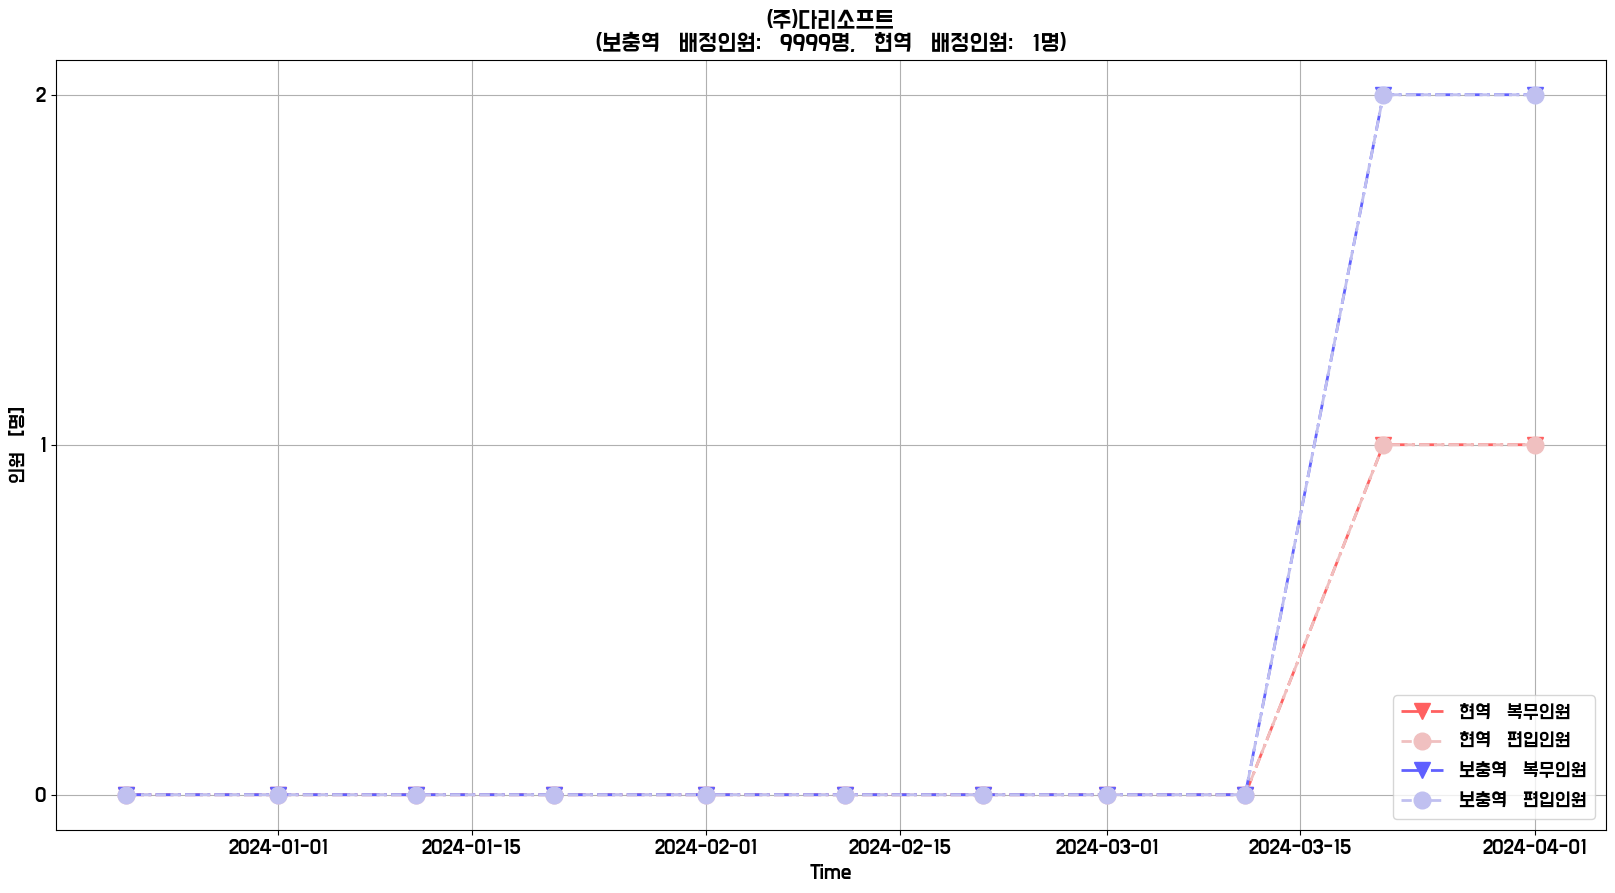 (주)다리소프트
(보충역 배정인원: 9999명, 현역 배정인원: 1명)
인원 [명]
2
1
0
현역 복무인원
현역 편입인원
보충역 복무인원
보충역 편입인원
2024-01-01 2024-01-15 2024-02-01 2024-02-15 2024-03-01 2024-03-15 2024-04-01
Time